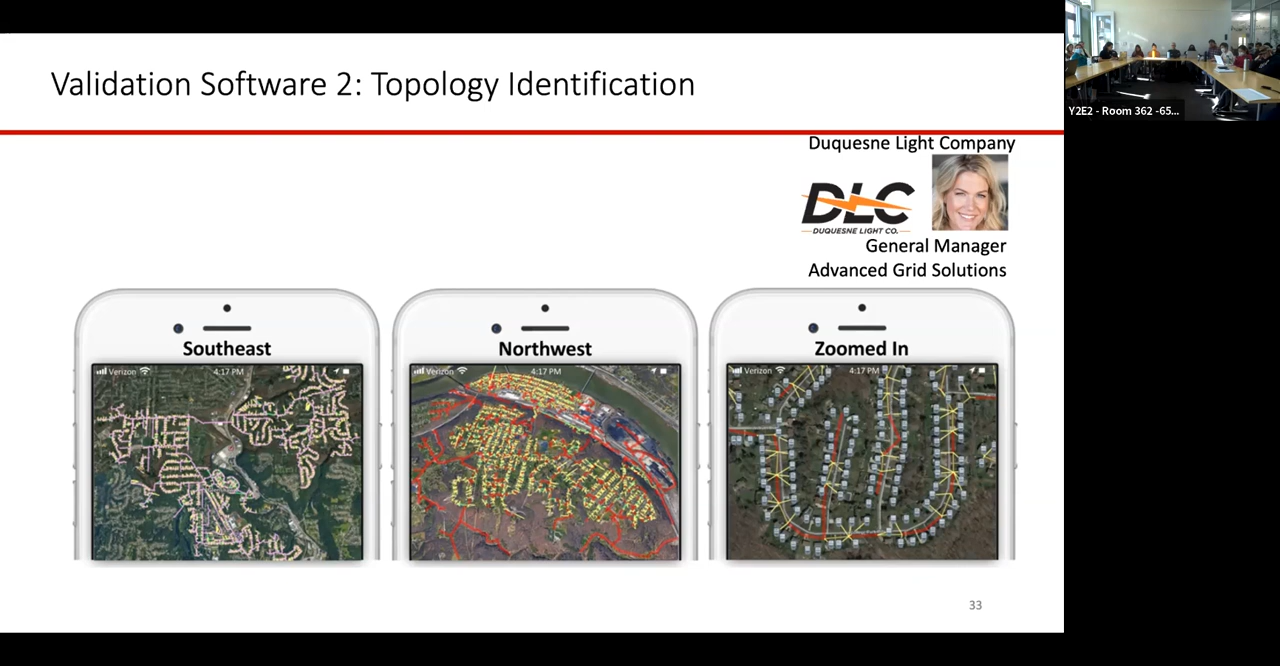 Validation Software 2: Topology Identification
Y2E2 - Room 362 -65...
Duquesne Light Company
DLC
DUQUESNE LIGHT CO.
General Manager
Advanced Grid Solutions
Southeast
Northwest
Zoomed In
Verizon 4:17 PM
Verizon 4:17 PM
Verizon 4:17 PM
33